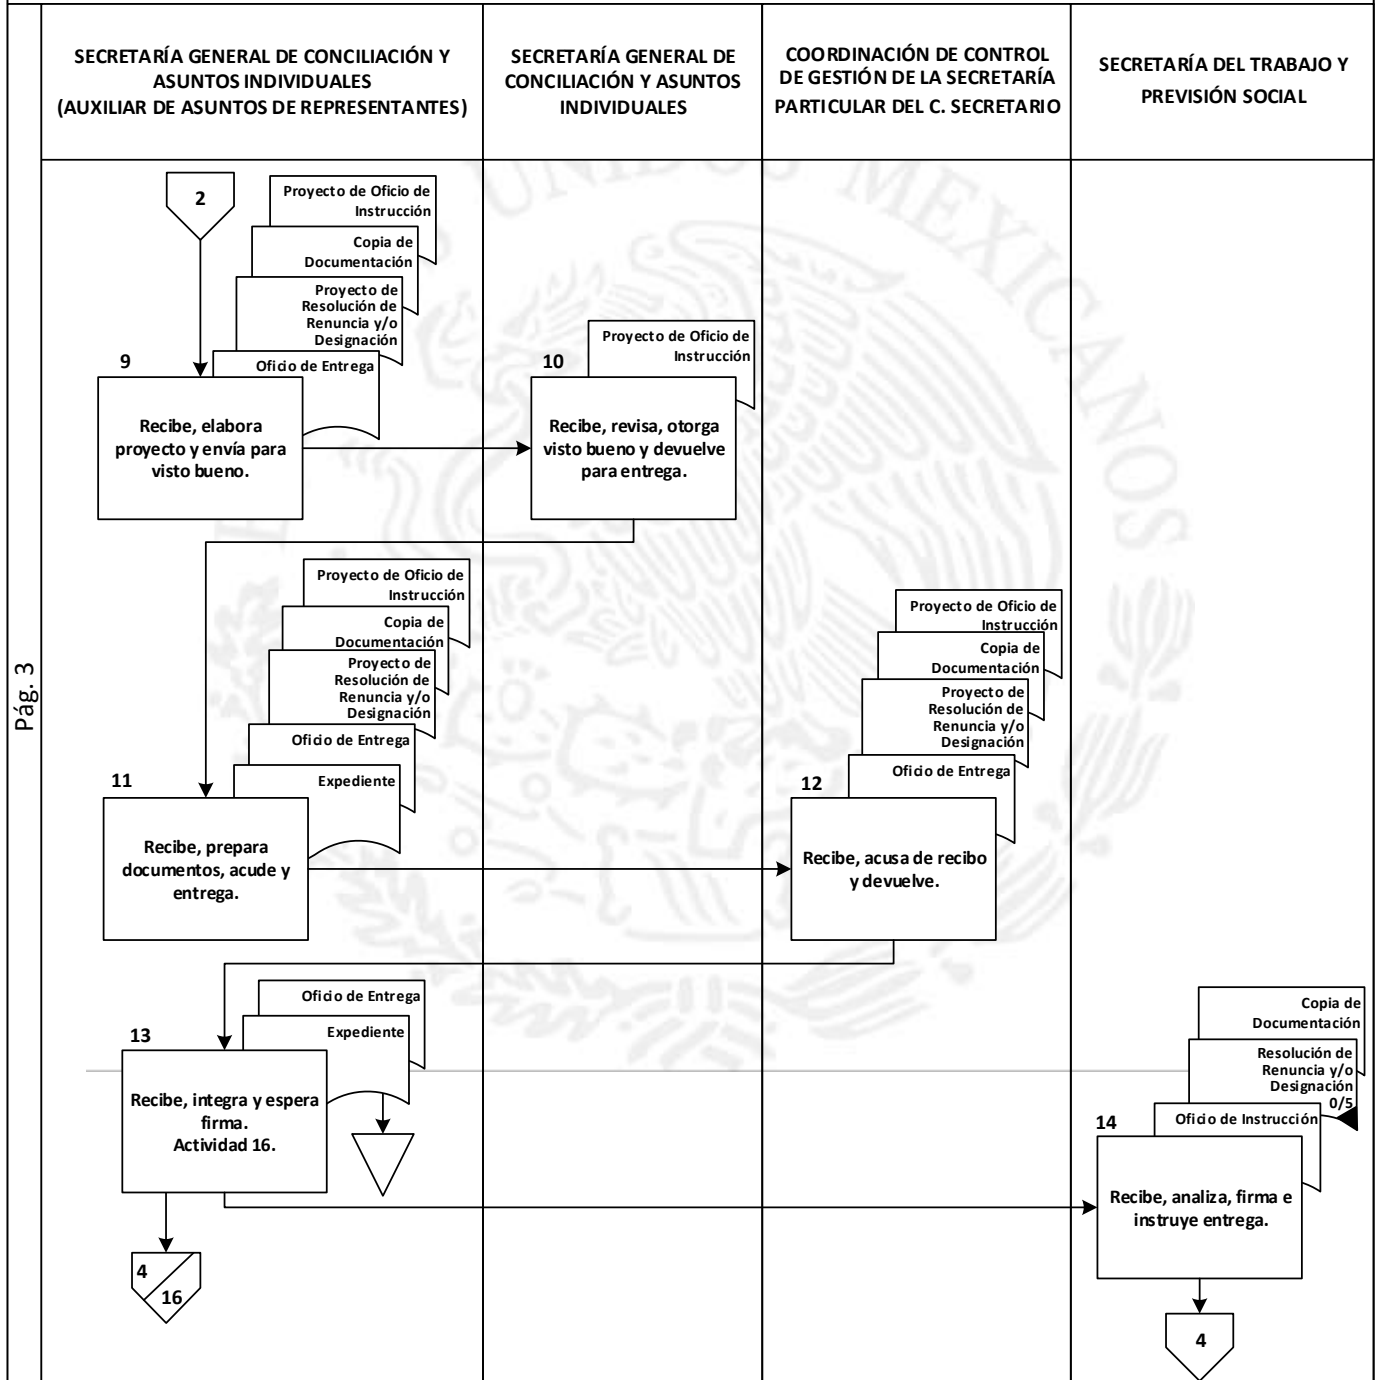 SECRETARÍA GENERAL DE CONCILIACIÓN Y
ASUNTOS INDIVIDUALES
(AUXILIAR DE ASUNTOS DE REPRESENTANTES)
SECRETARÍA GENERAL DE
CONCILIACIÓN Y ASUNTOS
INDIVIDUALES
COORDINACIÓN DE CONTROL
DE GESTIÓN DE LA SECRETARÍA
PARTICULAR DEL C. SECRETARIO
SECRETARÍA DEL TRABAJO Y
PREVISIÓN SOCIAL
Pág. 3
UNIDOS MEXICANOS
2
Proyecto de Oficio de
Instrucción
Copia de
Documentación
Proyecto de
Resolución de
Renuncia y/o
Designación
Oficio de Entrega
9
Recibe, elabora
proyecto y envía para
visto bueno.
Proyecto de Oficio de
Instrucción
10
Recibe, revisa, otorga
visto bueno y devuelve
para entrega.
Proyecto de Oficio de
Instrucción
Copia de
Documentación
Proyecto de
Resolución de
Renuncia y/o
Designación
Oficio de Entrega
Expediente
11
Recibe, prepara
documentos, acude y
entrega.
Proyecto de Oficio de
Instrucción
Copia de
Documentación
Proyecto de
Resolución de
Renuncia y/o
Designación
Oficio de Entrega
12
Recibe, acusa de recibo
y devuelve.
Oficio de Entrega
Expediente
13
Recibe, integra y espera
firma.
Actividad 16.
4
16
Copia de
Documentación
Resolución de
Renuncia y/o
Designación
0/5
Oficio de Instrucción
14
Recibe, analiza, firma e
instruye entrega.
4